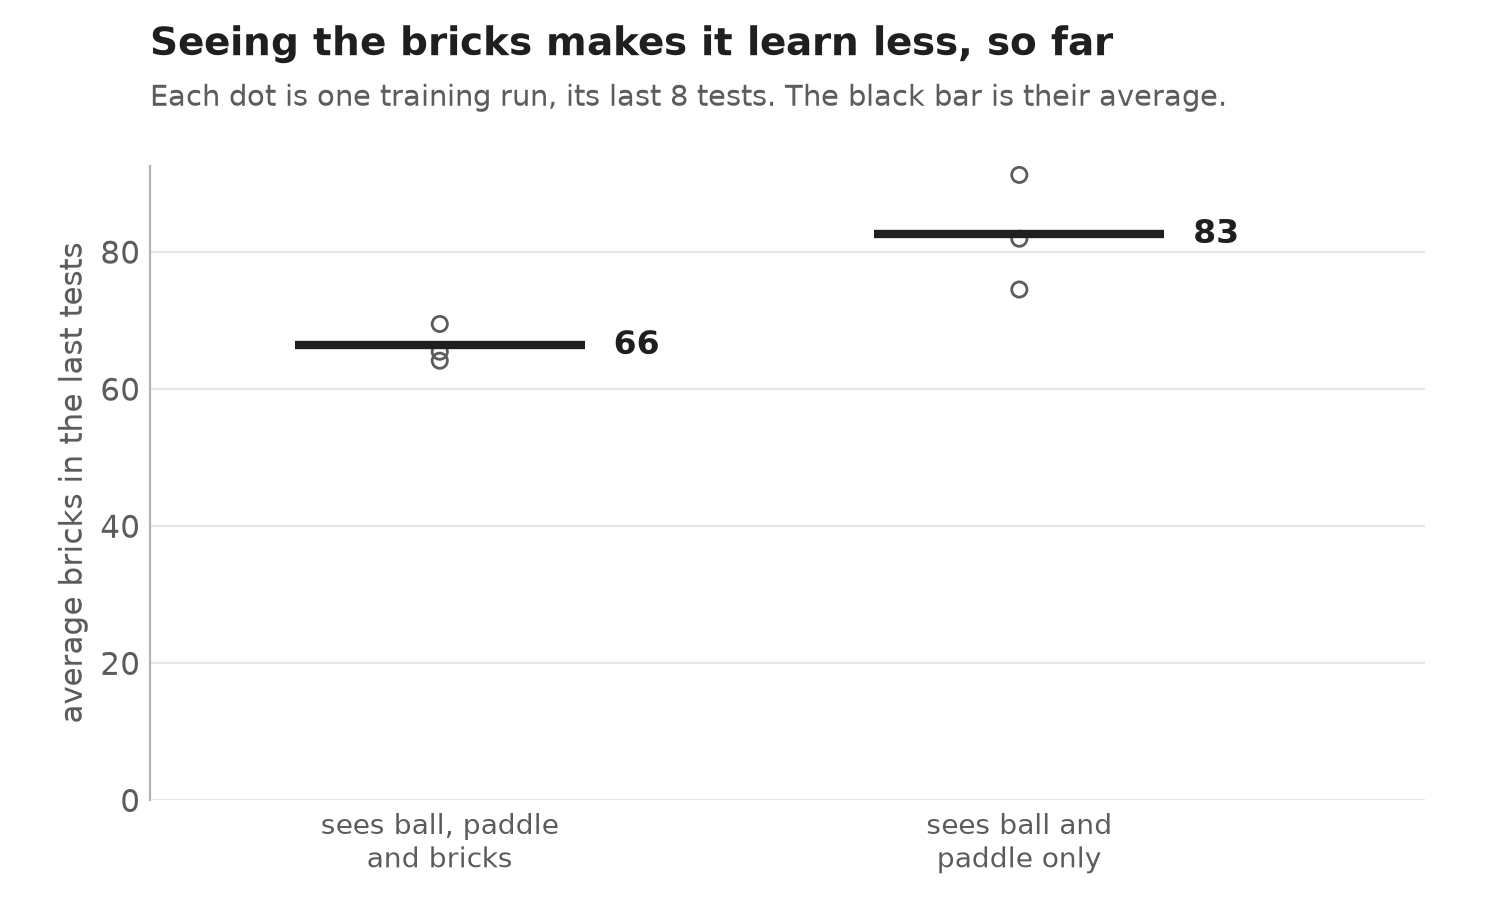 Seeing the bricks makes it learn less, so far
Each dot is one training run, its last 8 tests. The black bar is their average.
average bricks in the last tests
80
60
40
20
0
66
83
sees ball, paddle
and bricks
sees ball and
paddle only